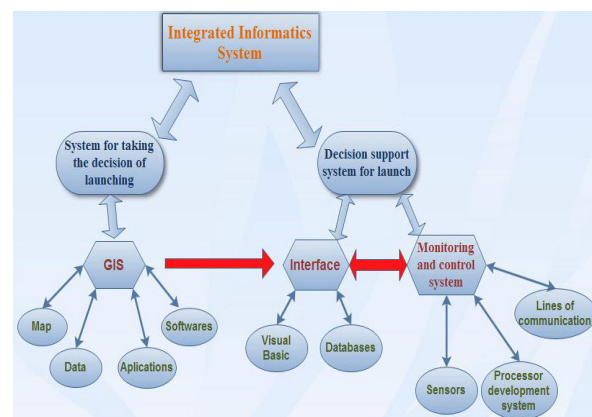 Integrated Informatics
System
System for taking
the decision of
launching
Decision support
system for launch
GIS
Interface
Monitoring
and control
system
Map
Data
Aplications
Softwares
Visual
Basic
Databases
Sensors
Processor
development
system
Lines of
communication